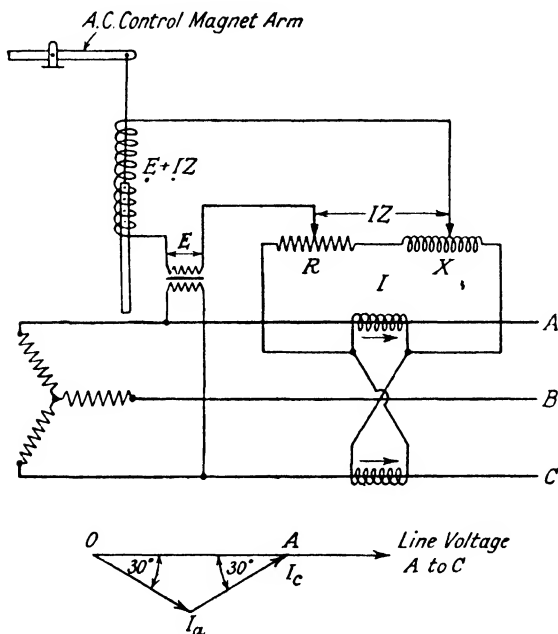 A.C. Control Magnet Arm
E + IZ
E
IZ
R
X
I
A
B
C
O
A
30°
30°
I_c
I_a
Line Voltage
A to C